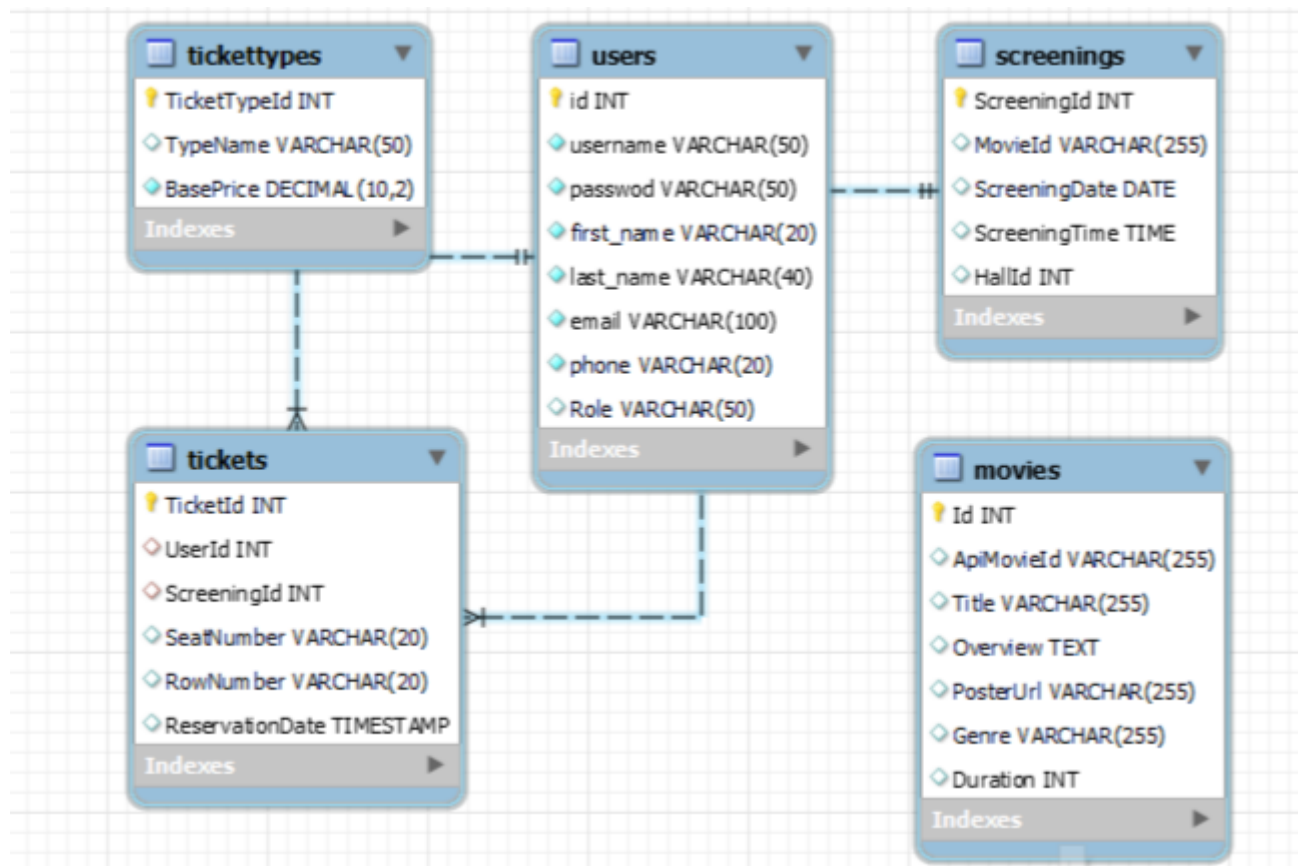 tickettypes
TicketTypeId INT
TypeName VARCHAR(50)
BasePrice DECIMAL(10,2)
Indexes
users
id INT
username VARCHAR(50)
passwod VARCHAR(50)
first_name VARCHAR(20)
last_name VARCHAR(40)
email VARCHAR(100)
phone VARCHAR(20)
Role VARCHAR(50)
Indexes
screenings
ScreeningId INT
MovieId VARCHAR(255)
ScreeningDate DATE
ScreeningTime TIME
HallId INT
Indexes
tickets
TicketId INT
UserId INT
ScreeningId INT
SeatNumber VARCHAR(20)
RowNumber VARCHAR(20)
ReservationDate TIMESTAMP
Indexes
movies
Id INT
ApiMovieId VARCHAR(255)
Title VARCHAR(255)
Overview TEXT
PosterUrl VARCHAR(255)
Genre VARCHAR(255)
Duration INT
Indexes